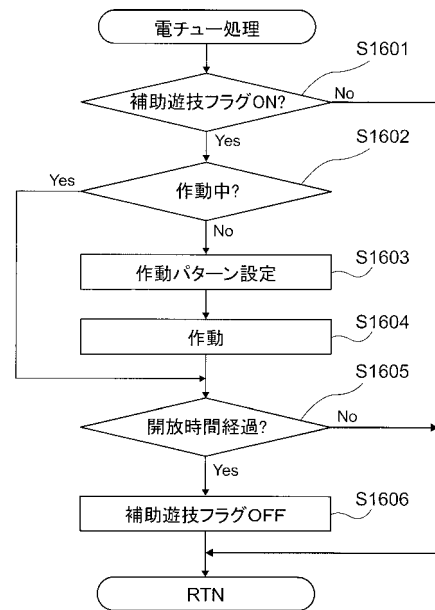 電チュー処理
S1601
補助遊技フラグON?
No
Yes
S1602
Yes
作動中?
No
S1603
作動パターン設定
S1604
作動
S1605
開放時間経過?
No
Yes
S1606
補助遊技フラグOFF
RTN